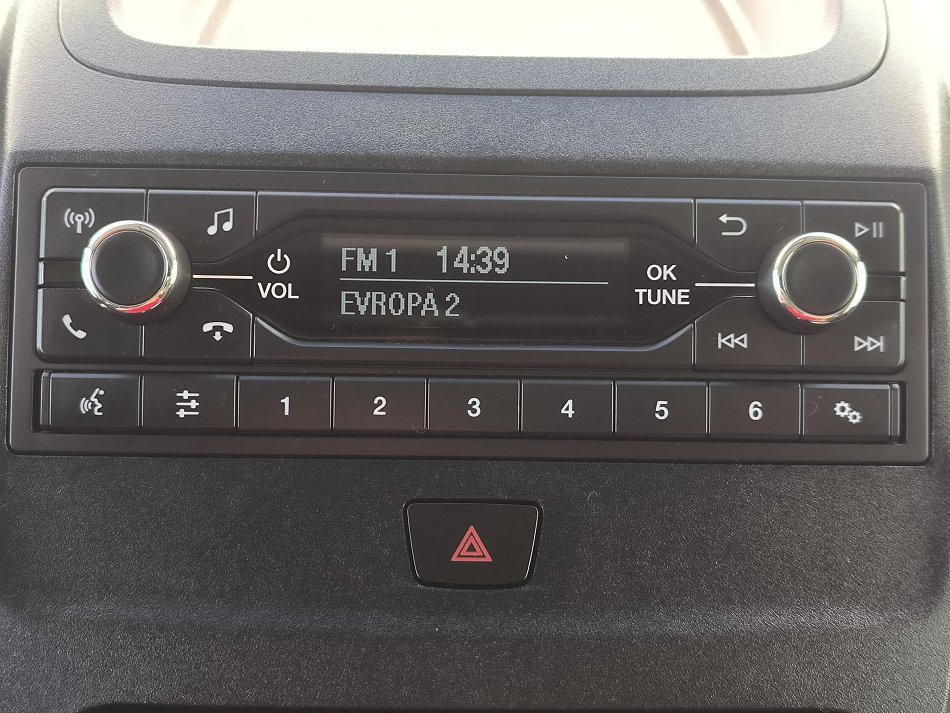 FM 1 14:39
EVROPA 2
VOL
OK
TUNE
1 2 3 4 5 6